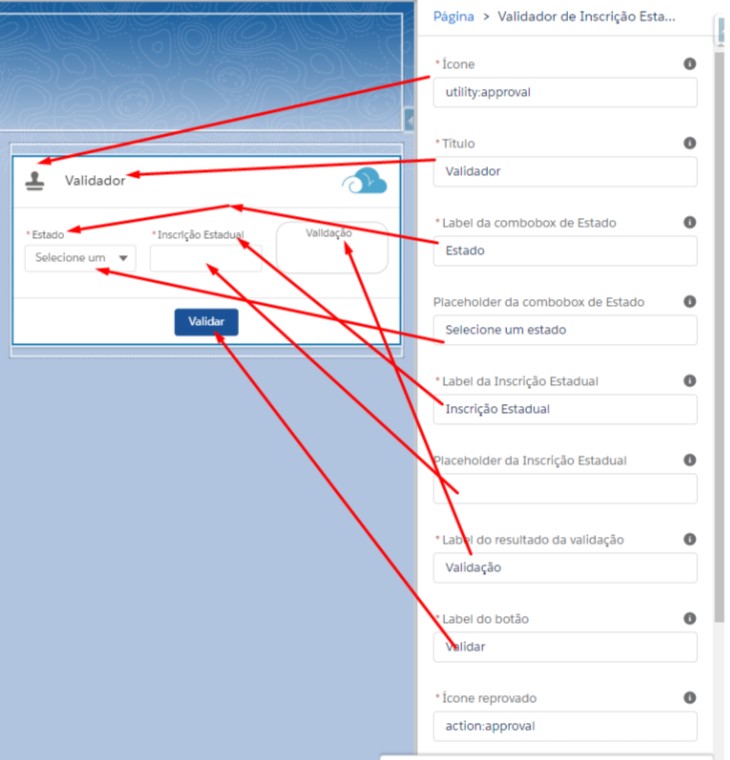 Página > Validador de Inscrição Esta...
* Ícone
utility:approval
* Título
Validador
* Label da combobox de Estado
Estado
Placeholder da combobox de Estado
Selecione um estado
* Label da Inscrição Estadual
Inscrição Estadual
Placeholder da Inscrição Estadual
* Label do resultado da validação
Validação
* Label do botão
Validar
* Ícone reprovado
action:approval
Validador
* Estado
* Inscrição Estadual
Validação
Selecione um
Validar